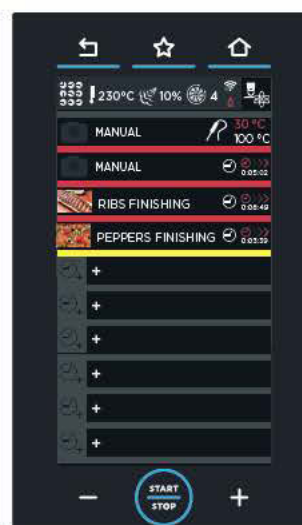 230°C 10% 4
MANUAL 30 °C
100 °C
MANUAL 0:05:02
RIBS FINISHING 0:05:49
PEPPERS FINISHING 0:03:39
+
+
+
+
+
+
− START +
STOP